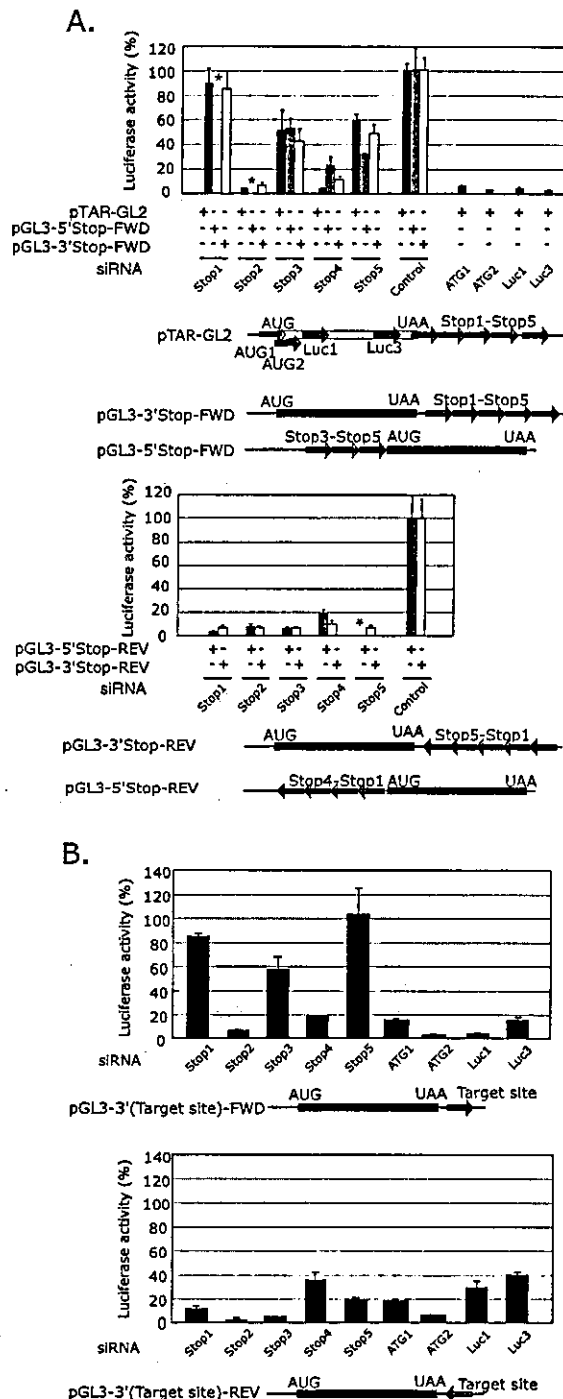 A.
Luciferase activity (%)
120
100
80
60
40
20
0
* *
pTAR-GL2 + - + - + - + - + - + - + + + +
pGL3-5'Stop-FWD - + - - + - - + - - + - - + - - + - - - - -
pGL3-3'Stop-FWD - - + - - + - - + - - + - - + - - + - - - -
siRNA Stop1 Stop2 Stop3 Stop4 Stop5 Control ATG1 ATG2 Luc1 Luc3
AUG UAA Stop1-Stop5
pTAR-GL2
AUG1 Luc1 Luc3
AUG2
AUG UAA Stop1-Stop5
pGL3-3'Stop-FWD
Stop3-Stop5 AUG UAA
pGL3-5'Stop-FWD
Luciferase activity (%)
120
100
80
60
40
20
0
*
pGL3-5'Stop-REV + - + - + - + - + - + -
pGL3-3'Stop-REV - + - + - + - + - + - +
siRNA Stop1 Stop2 Stop3 Stop4 Stop5 Control
AUG UAA Stop5-Stop1
pGL3-3'Stop-REV
Stop4-Stop1 AUG UAA
pGL3-5'Stop-REV
B.
Luciferase activity (%)
140
120
100
80
60
40
20
0
siRNA Stop1 Stop2 Stop3 Stop4 Stop5 ATG1 ATG2 Luc1 Luc3
AUG UAA Target site
pGL3-3'(Target site)-FWD
Luciferase activity (%)
140
120
100
80
60
40
20
0
siRNA Stop1 Stop2 Stop3 Stop4 Stop5 ATG1 ATG2 Luc1 Luc3
AUG UAA Target site
pGL3-3'(Target site)-REV